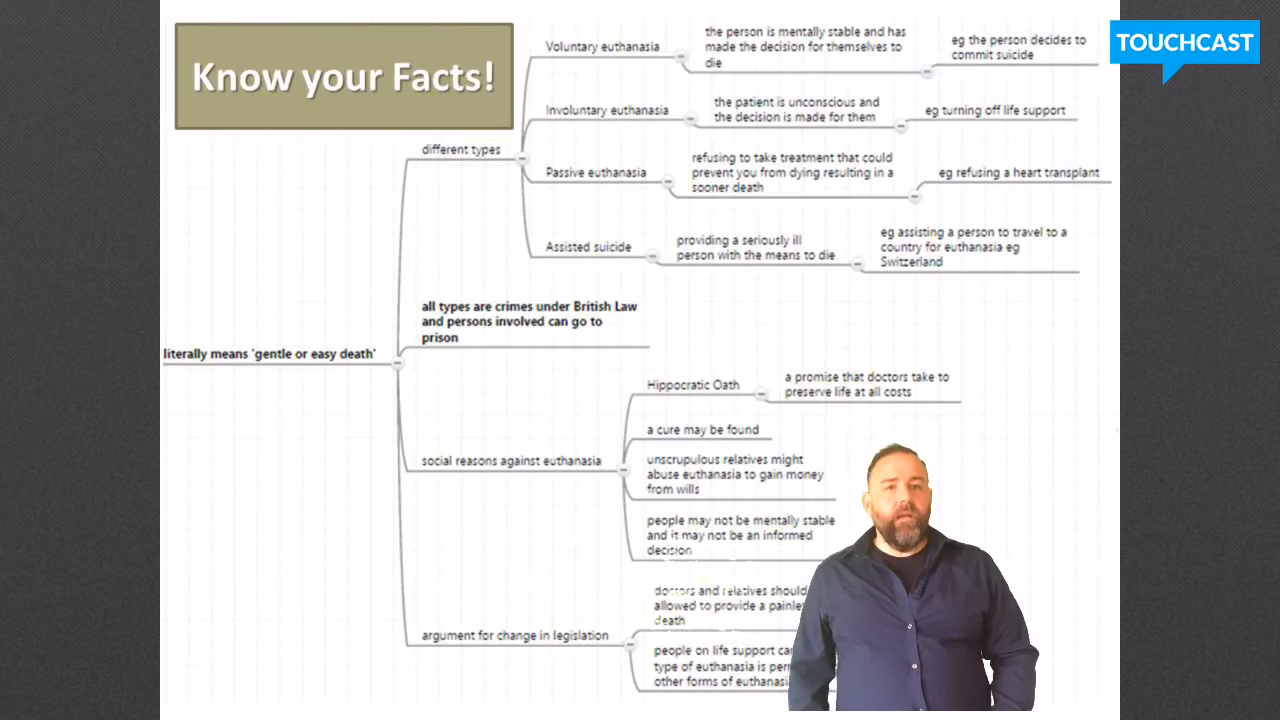 Know your Facts!
TOUCHCAST
literally means 'gentle or easy death'
different types
Voluntary euthanasia
the person is mentally stable and has
made the decision for themselves to
die
eg the person decides to
commit suicide
Involuntary euthanasia
the patient is unconscious and
the decision is made for them
eg turning off life support
Passive euthanasia
refusing to take treatment that could
prevent you from dying resulting in a
sooner death
eg refusing a heart transplant
Assisted suicide
providing a seriously ill
person with the means to die
eg assisting a person to travel to a
country for euthanasia eg
Switzerland
all types are crimes under British Law
and persons involved can go to
prison
social reasons against euthanasia
Hippocratic Oath
a promise that doctors take to
preserve life at all costs
a cure may be found
unscrupulous relatives might
abuse euthanasia to gain money
from wills
people may not be mentally stable
and it may not be an informed
decision
argument for change in legislation
doctors and relatives should
allowed to provide a
death
people on life support
type of euthanasia is
other forms of